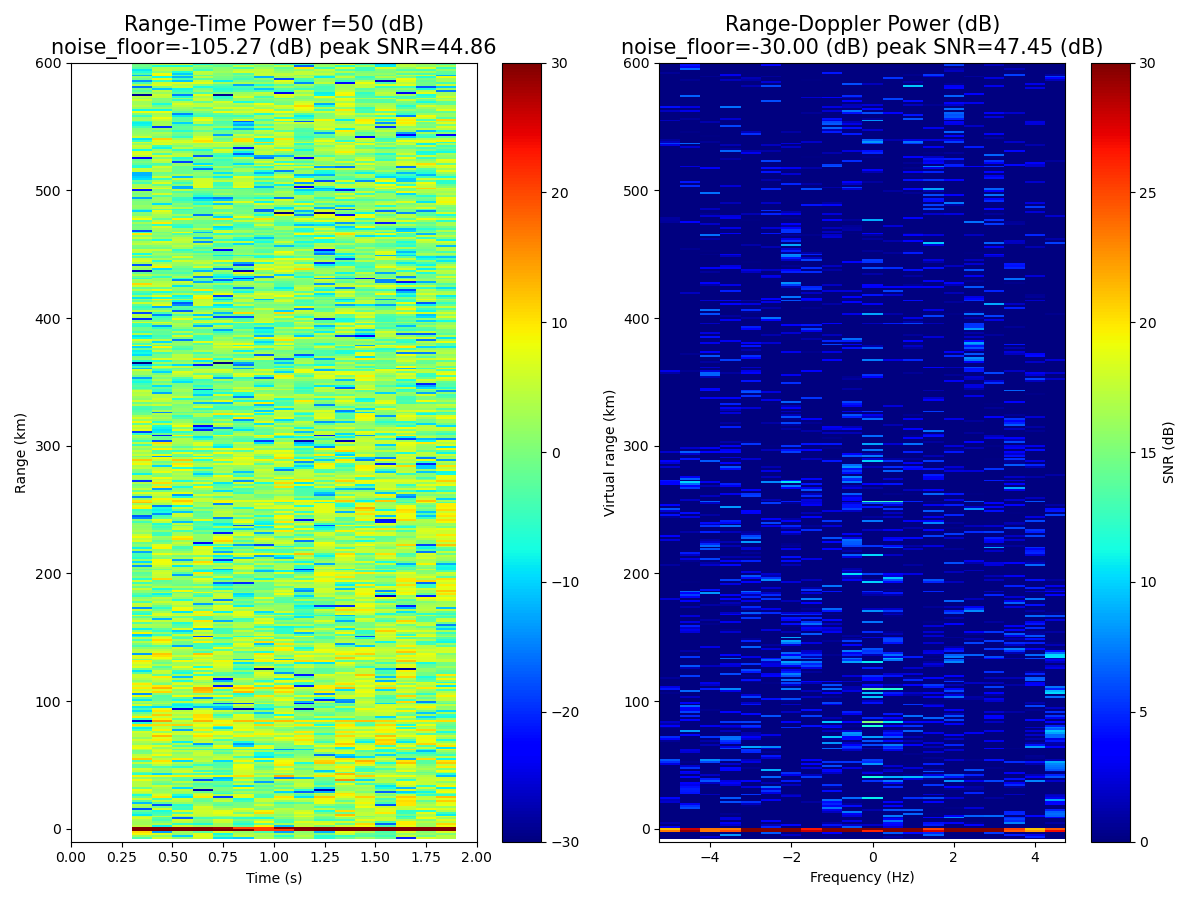 Range-Time Power f=50 (dB)
noise_floor=-105.27 (dB) peak SNR=44.86
600
500
400
300
200
100
0
Range (km)
0.00 0.25 0.50 0.75 1.00 1.25 1.50 1.75 2.00
Time (s)
30
20
10
0
−10
−20
−30
Range-Doppler Power (dB)
noise_floor=-30.00 (dB) peak SNR=47.45 (dB)
600
500
400
300
200
100
0
Virtual range (km)
−4 −2 0 2 4
Frequency (Hz)
30
25
20
15
10
5
0
SNR (dB)